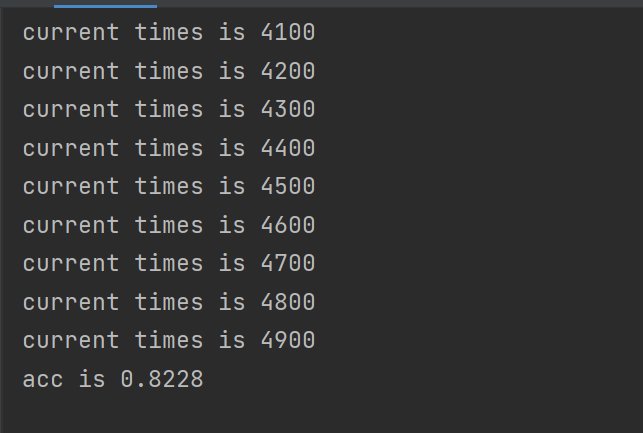 current times is 4100
current times is 4200
current times is 4300
current times is 4400
current times is 4500
current times is 4600
current times is 4700
current times is 4800
current times is 4900
acc is 0.8228